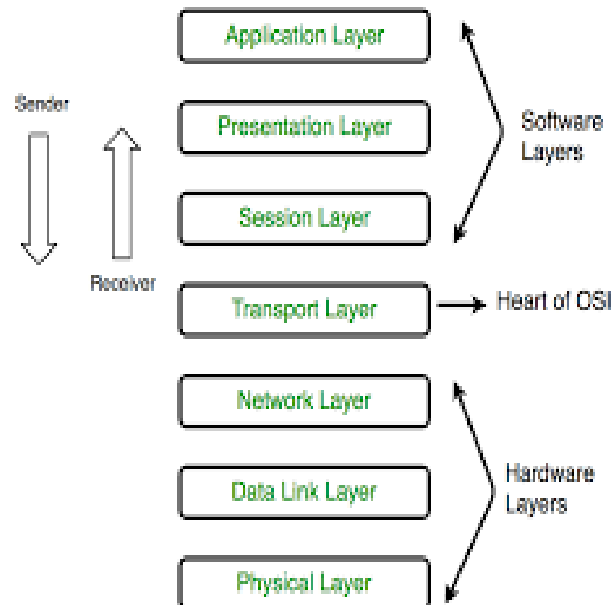 Application Layer
Sender
Presentation Layer
Software
Layers
Session Layer
Receiver
Transport Layer
Heart of OSI
Network Layer
Data Link Layer
Hardware
Layers
Physical Layer